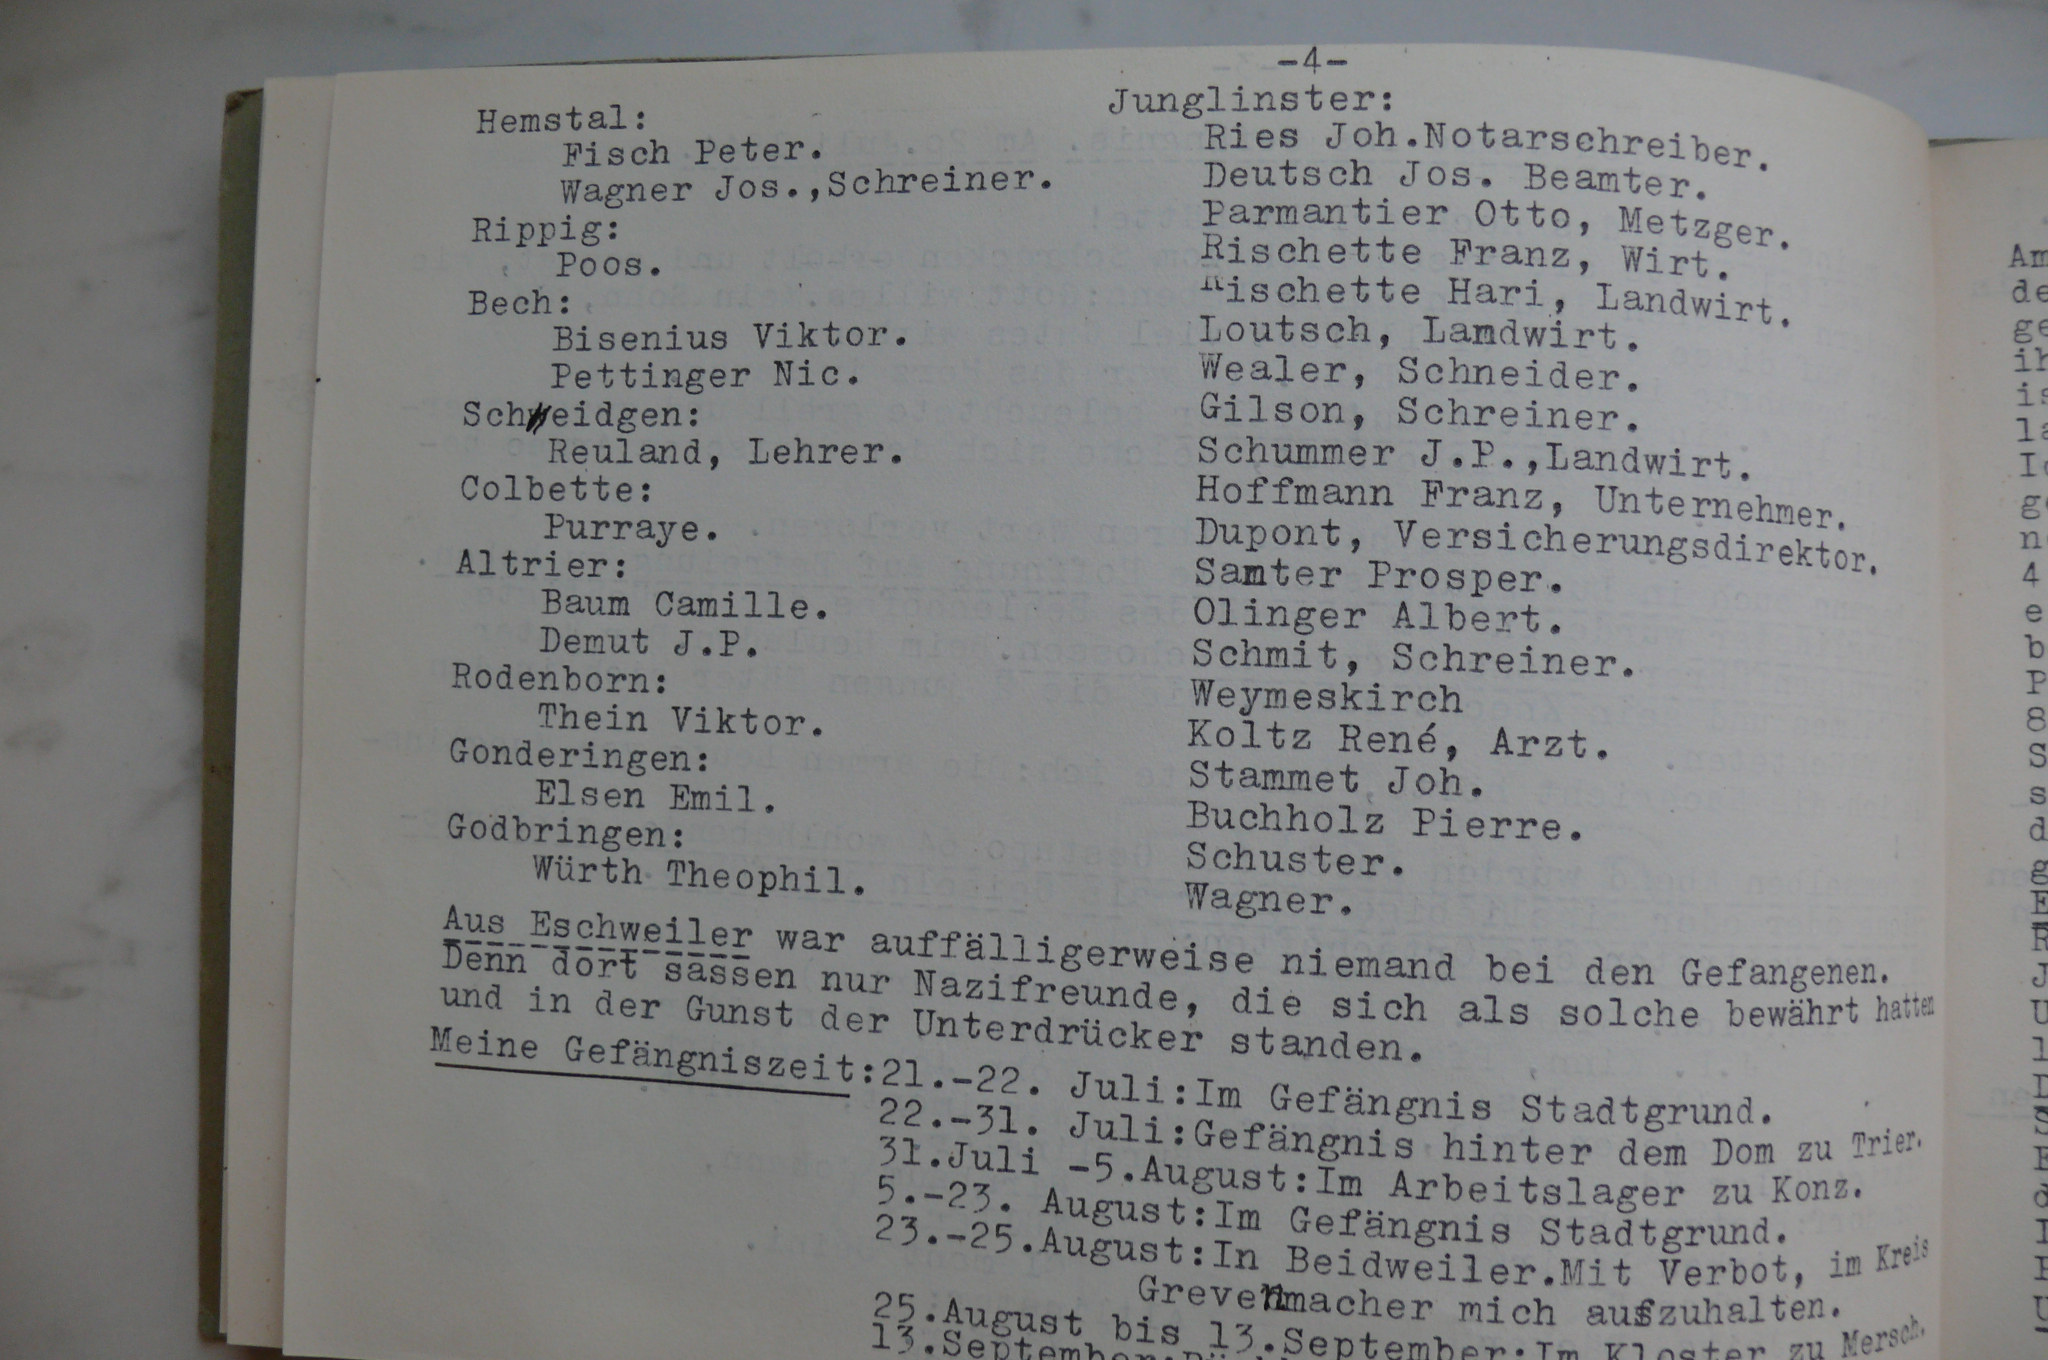 -4-
Hemstal:
Fisch Peter.
Wagner Jos.,Schreiner.
Rippig:
Poos.
Bech:
Bisenius Viktor.
Pettinger Nic.
Scheidgen:
Reuland, Lehrer.
Colbette:
Purraye.
Altrier:
Baum Camille.
Demut J.P.
Rodenborn:
Thein Viktor.
Gonderingen:
Elsen Emil.
Godbringen:
Würth Theophil.
Junglinster:
Ries Joh.Notarschreiber.
Deutsch Jos. Beamter.
Parmantier Otto, Metzger.
Rischette Franz, Wirt.
Rischette Hari, Landwirt.
Loutsch, Lamdwirt.
Wealer, Schneider.
Gilson, Schreiner.
Schummer J.P.,Landwirt.
Hoffmann Franz, Unternehmer.
Dupont, Versicherungsdirektor.
Samter Prosper.
Olinger Albert.
Schmit, Schreiner.
Weymeskirch
Koltz René, Arzt.
Stammet Joh.
Buchholz Pierre.
Schuster.
Wagner.
Aus Eschweiler war auffälligerweise niemand bei den Gefangenen.
Denn dort sassen nur Nazifreunde, die sich als solche bewährt hatten
und in der Gunst der Unterdrücker standen.
Meine Gefängniszeit:21.-22. Juli:Im Gefängnis Stadtgrund.
22.-31. Juli:Gefängnis hinter dem Dom zu Trier.
31.Juli -5.August:Im Arbeitslager zu Konz.
5.-23. August:Im Gefängnis Stadtgrund.
23.-25.August:In Beidweiler.Mit Verbot, im Kreis
Grevenmacher mich aufzuhalten.
25.August bis 13.September:Im Kloster zu Mersch.
13.September: